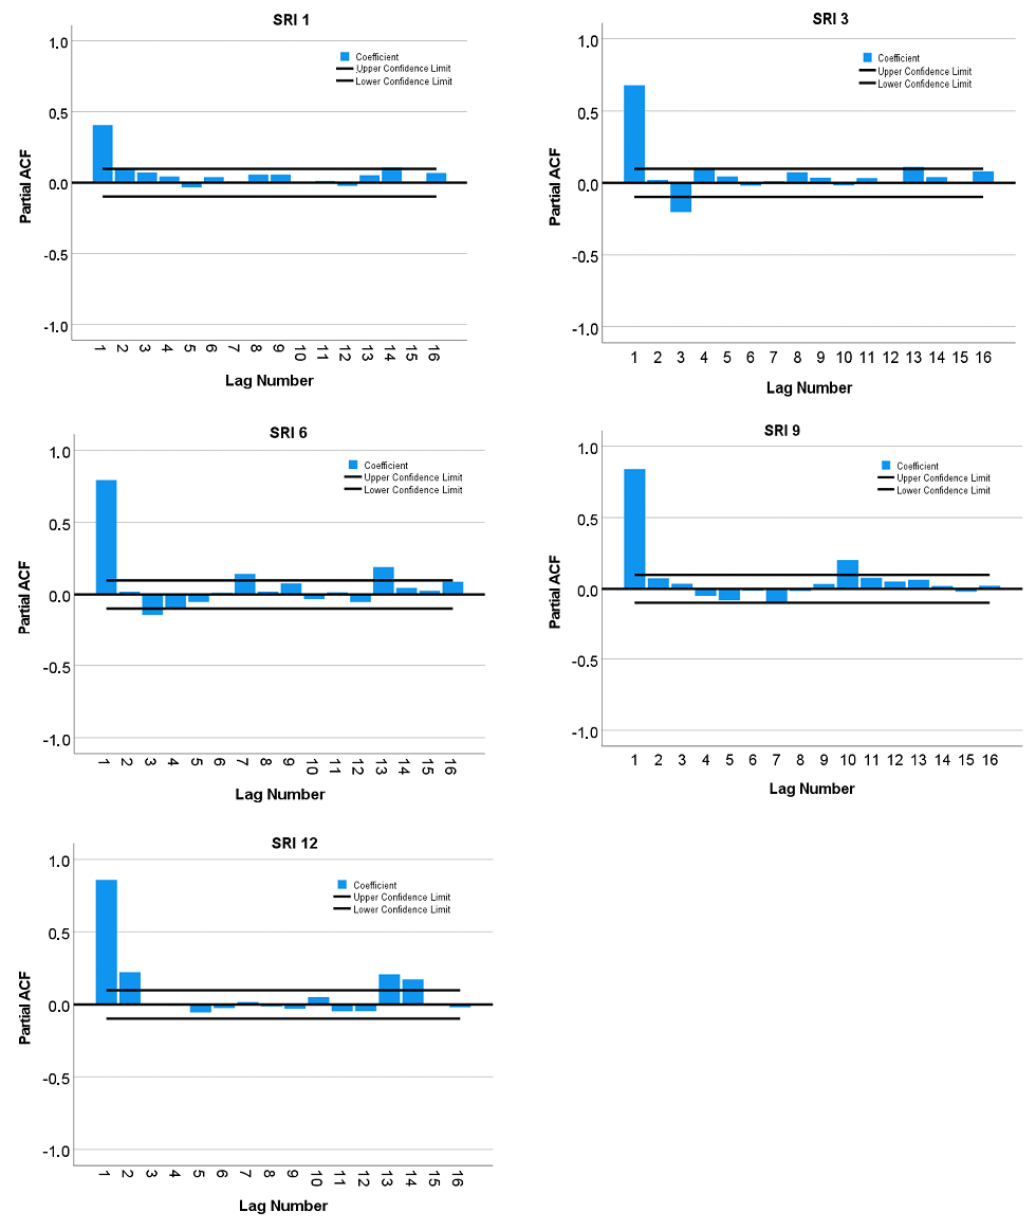 SRI 1
Coefficient
Upper Confidence Limit
Lower Confidence Limit
1.0
0.5
0.0
-0.5
-1.0
Partial ACF
1 2 3 4 5 6 7 8 9 10 11 12 13 14 15 16
Lag Number
SRI 3
Coefficient
Upper Confidence Limit
Lower Confidence Limit
1.0
0.5
0.0
-0.5
-1.0
Partial ACF
1 2 3 4 5 6 7 8 9 10 11 12 13 14 15 16
Lag Number
SRI 6
Coefficient
Upper Confidence Limit
Lower Confidence Limit
1.0
0.5
0.0
-0.5
-1.0
Partial ACF
1 2 3 4 5 6 7 8 9 10 11 12 13 14 15 16
Lag Number
SRI 9
Coefficient
Upper Confidence Limit
Lower Confidence Limit
1.0
0.5
0.0
-0.5
-1.0
Partial ACF
1 2 3 4 5 6 7 8 9 10 11 12 13 14 15 16
Lag Number
SRI 12
Coefficient
Upper Confidence Limit
Lower Confidence Limit
1.0
0.5
0.0
-0.5
-1.0
Partial ACF
1 2 3 4 5 6 7 8 9 10 11 12 13 14 15 16
Lag Number